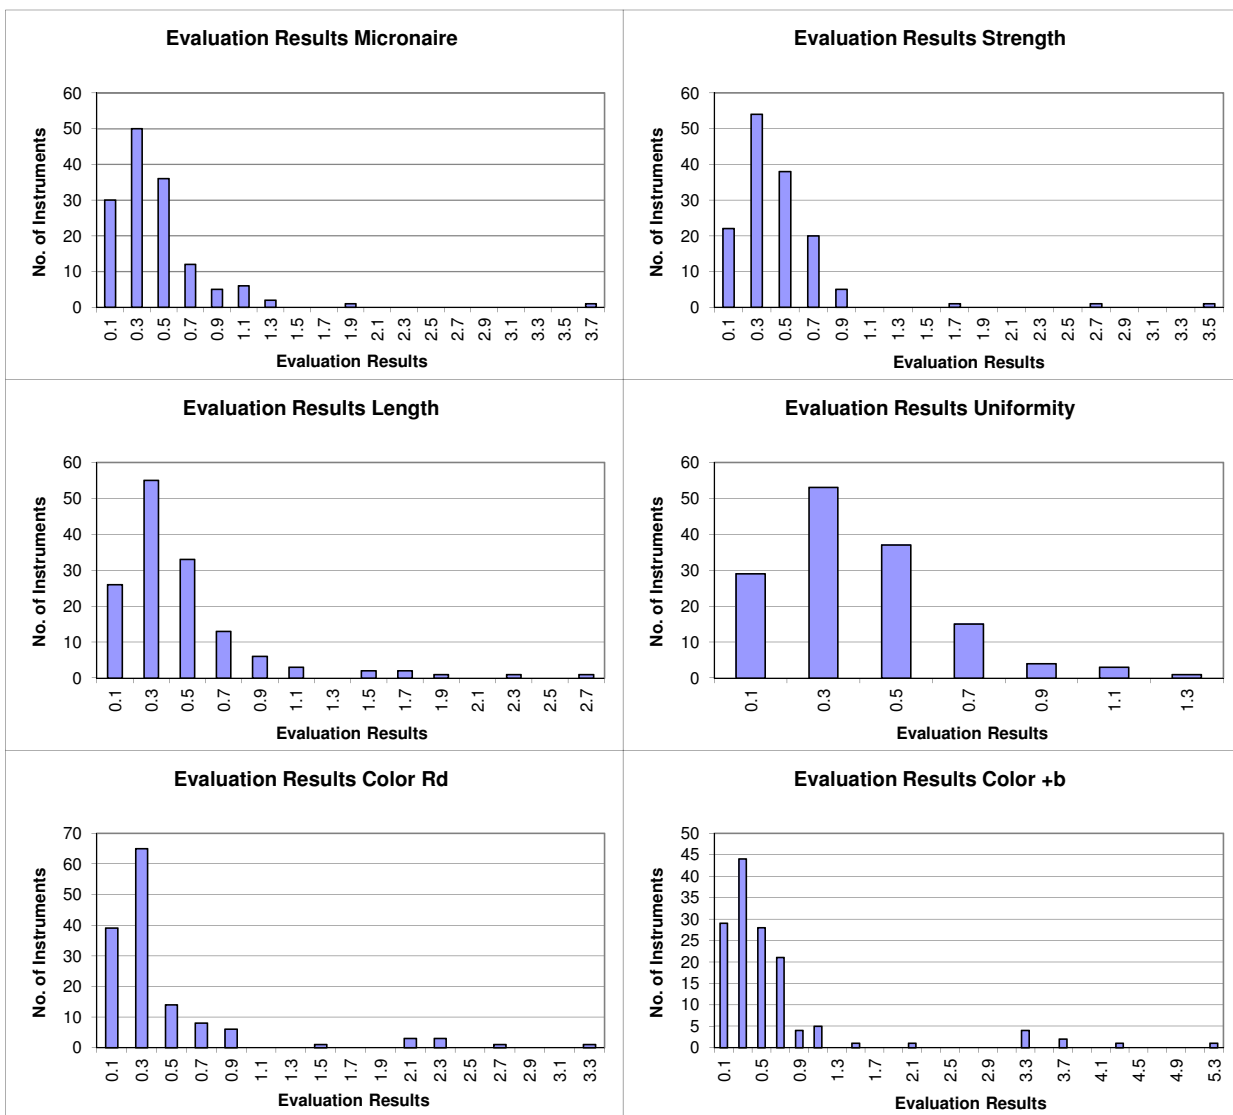 Evaluation Results Micronaire
No. of Instruments
60
50
40
30
20
10
0
0.1 0.3 0.5 0.7 0.9 1.1 1.3 1.5 1.7 1.9 2.1 2.3 2.5 2.7 2.9 3.1 3.3 3.5 3.7
Evaluation Results
Evaluation Results Strength
No. of Instruments
60
50
40
30
20
10
0
0.1 0.3 0.5 0.7 0.9 1.1 1.3 1.5 1.7 1.9 2.1 2.3 2.5 2.7 2.9 3.1 3.3 3.5
Evaluation Results
Evaluation Results Length
No. of Instruments
60
50
40
30
20
10
0
0.1 0.3 0.5 0.7 0.9 1.1 1.3 1.5 1.7 1.9 2.1 2.3 2.5 2.7
Evaluation Results
Evaluation Results Uniformity
No. of Instruments
60
50
40
30
20
10
0
0.1 0.3 0.5 0.7 0.9 1.1 1.3
Evaluation Results
Evaluation Results Color Rd
No. of Instruments
70
60
50
40
30
20
10
0
0.1 0.3 0.5 0.7 0.9 1.1 1.3 1.5 1.7 1.9 2.1 2.3 2.5 2.7 2.9 3.1 3.3
Evaluation Results
Evaluation Results Color +b
No. of Instruments
50
45
40
35
30
25
20
15
10
5
0
0.1 0.5 0.9 1.3 1.7 2.1 2.5 2.9 3.3 3.7 4.1 4.5 4.9 5.3
Evaluation Results